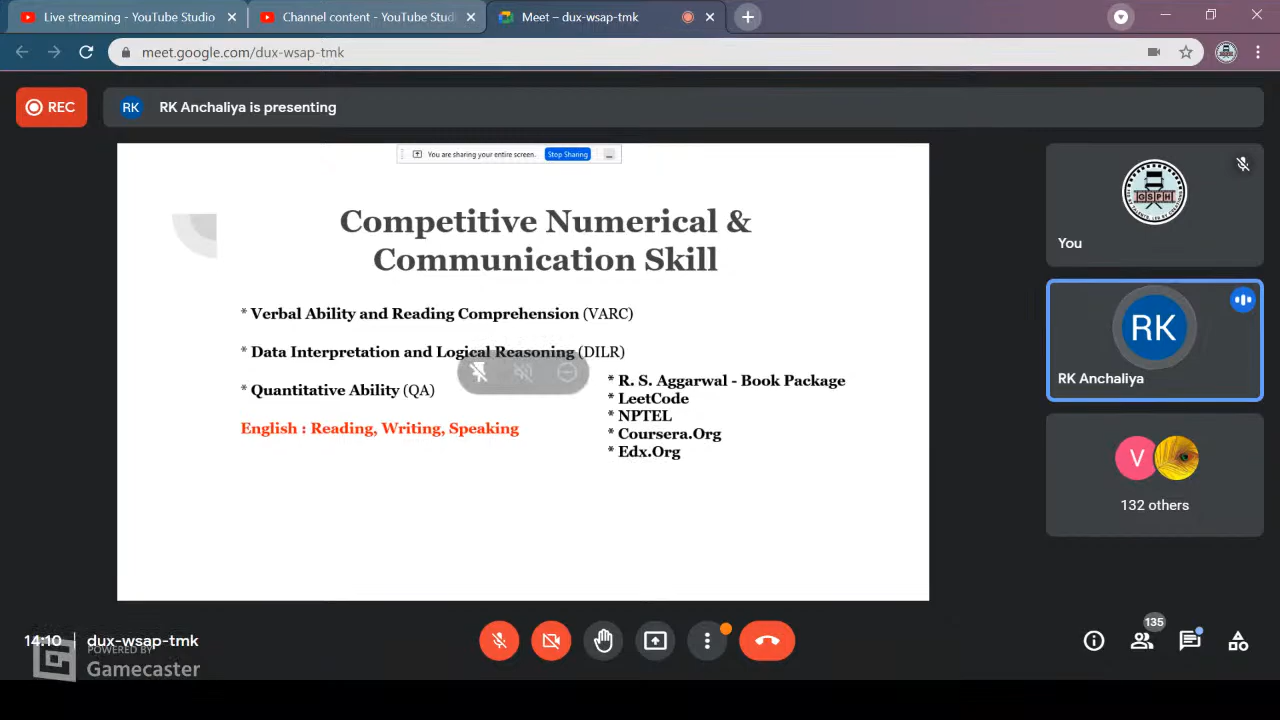 Live streaming - YouTube Studio
Channel content - YouTube Studi
Meet – dux-wsap-tmk
meet.google.com/dux-wsap-tmk
REC
RK
RK Anchaliya is presenting
You are sharing your entire screen.
Stop Sharing
Competitive Numerical &
Communication Skill
* Verbal Ability and Reading Comprehension (VARC)
* Data Interpretation and Logical Reasoning (DILR)
* Quantitative Ability (QA)
English : Reading, Writing, Speaking
* R. S. Aggarwal - Book Package
* LeetCode
* NPTEL
* Coursera.Org
* Edx.Org
GSPH
You
RK
RK Anchaliya
V
132 others
14:10 | dux-wsap-tmk
POWERED BY
Gamecaster
135